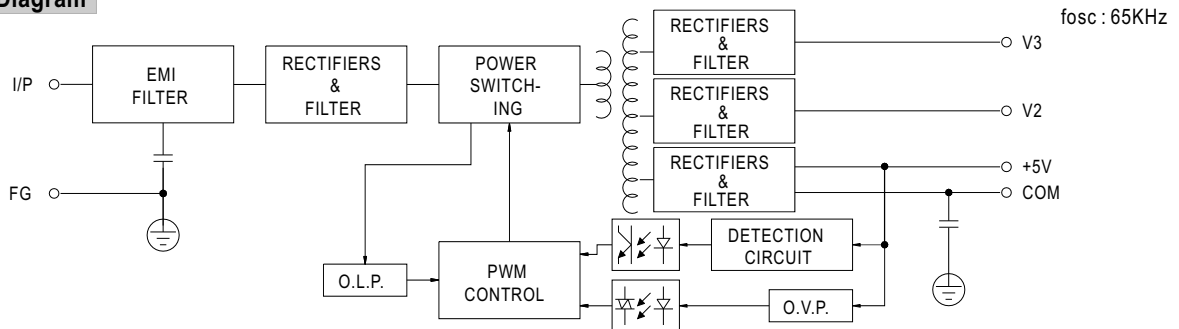 Diagram
fosc : 65KHz
I/P
EMI
FILTER
RECTIFIERS
&
FILTER
POWER
SWITCH-
ING
RECTIFIERS
&
FILTER
V3
RECTIFIERS
&
FILTER
V2
RECTIFIERS
&
FILTER
+5V
COM
FG
O.L.P.
PWM
CONTROL
DETECTION
CIRCUIT
O.V.P.